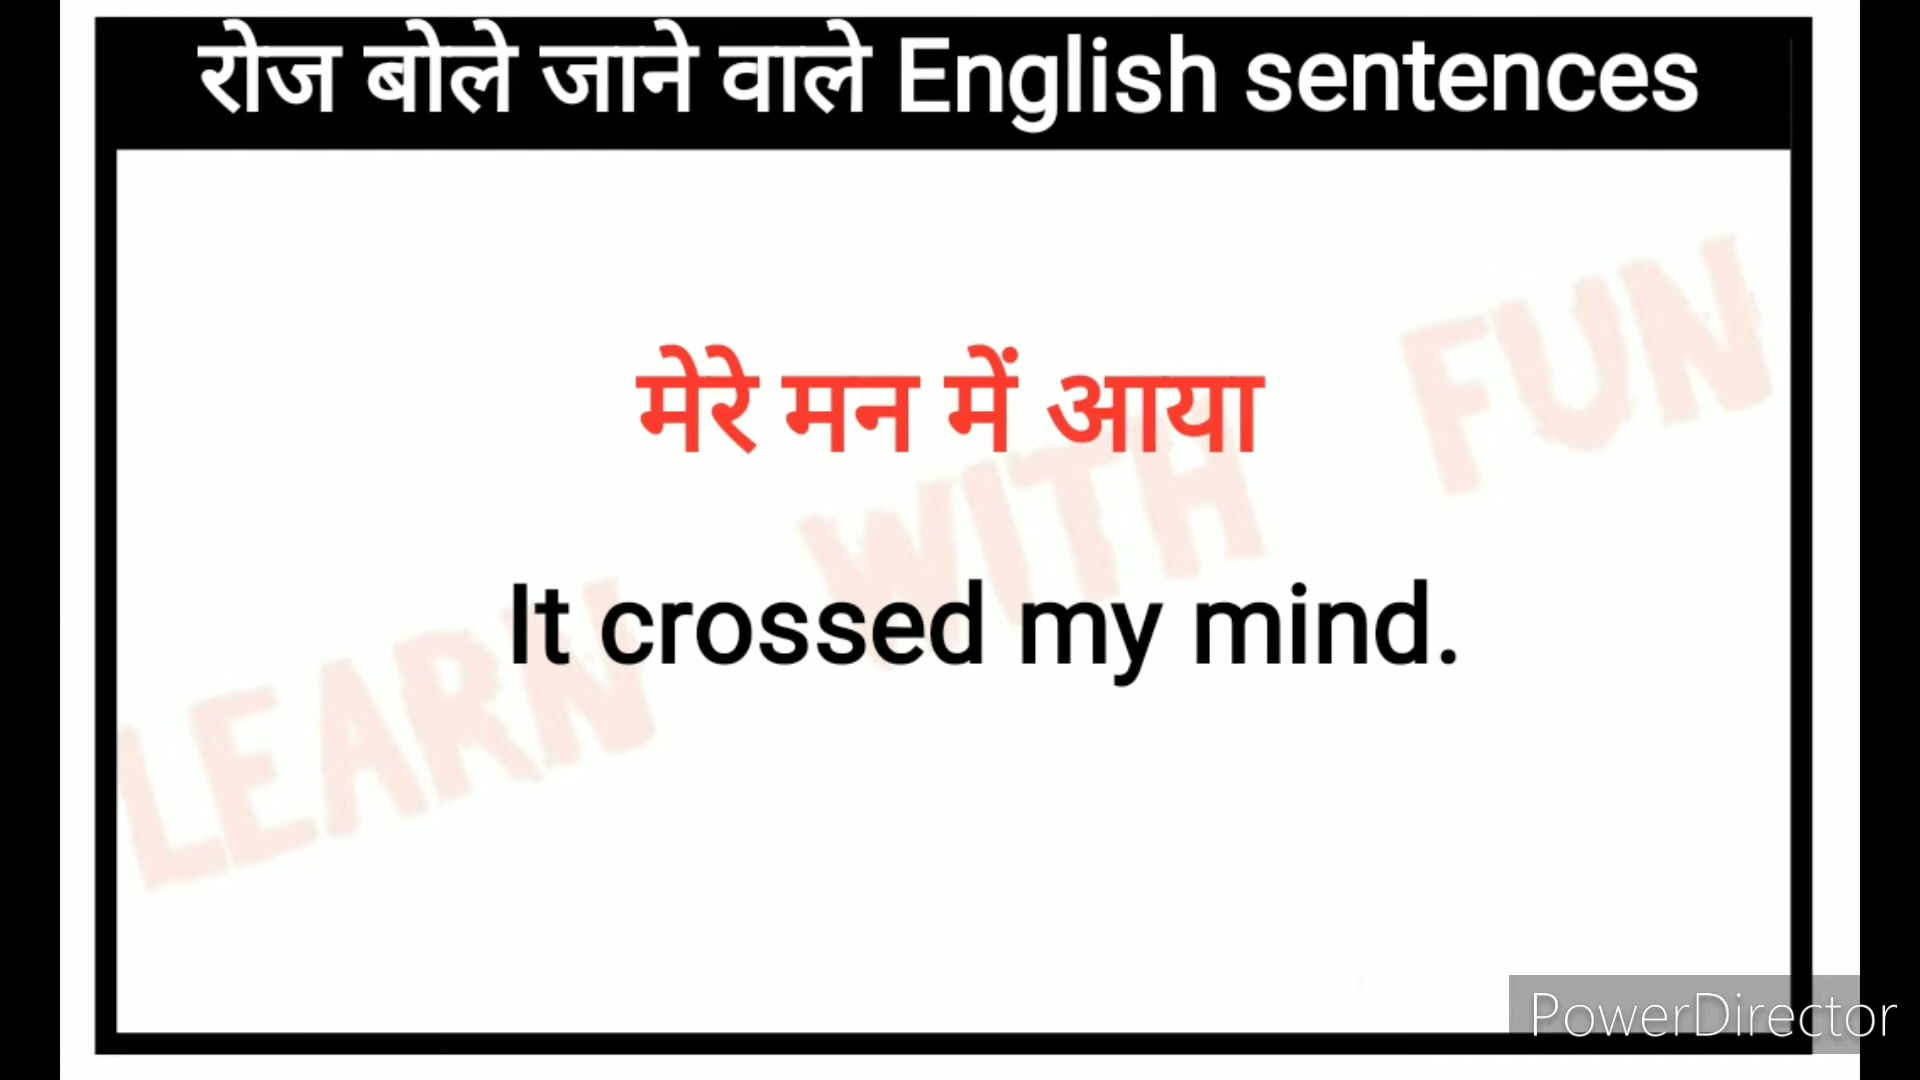 रोज बोले जाने वाले English sentences
मेरे मन में आया
It crossed my mind.
LEARN WITH FUN
PowerDirector